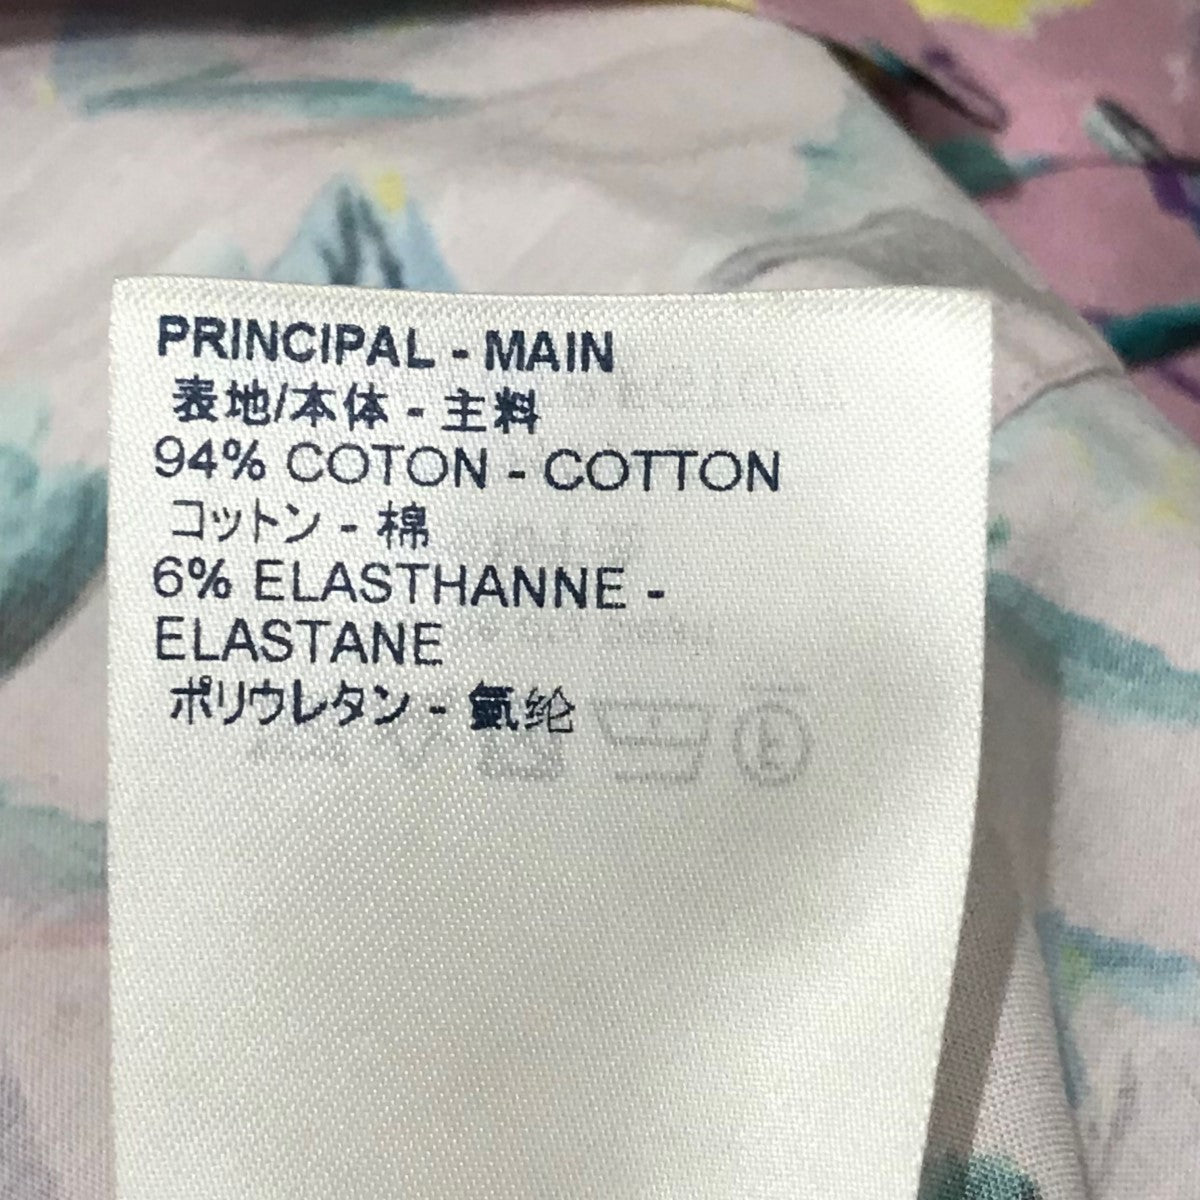 PRINCIPAL - MAIN
表地/本体 - 主料
94% COTON - COTTON
コットン - 棉
6% ELASTHANNE -
ELASTANE
ポリウレタン - 氨纶